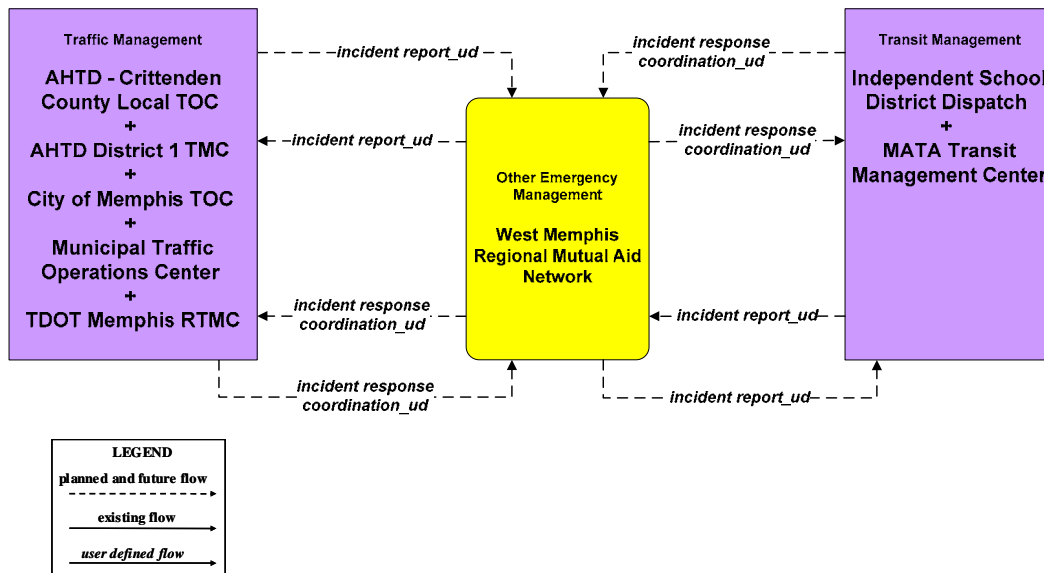 Traffic Management
AHTD - Crittenden
County Local TOC
+
AHTD District 1 TMC
+
City of Memphis TOC
+
Municipal Traffic
Operations Center
+
TDOT Memphis RTMC
incident report_ud
incident report_ud
incident response
coordination_ud
incident response
coordination_ud
Other Emergency
Management
West Memphis
Regional Mutual Aid
Network
incident response
coordination_ud
incident response
coordination_ud
incident report_ud
incident report_ud
Transit Management
Independent School
District Dispatch
+
MATA Transit
Management Center
LEGEND
planned and future flow
existing flow
user defined flow